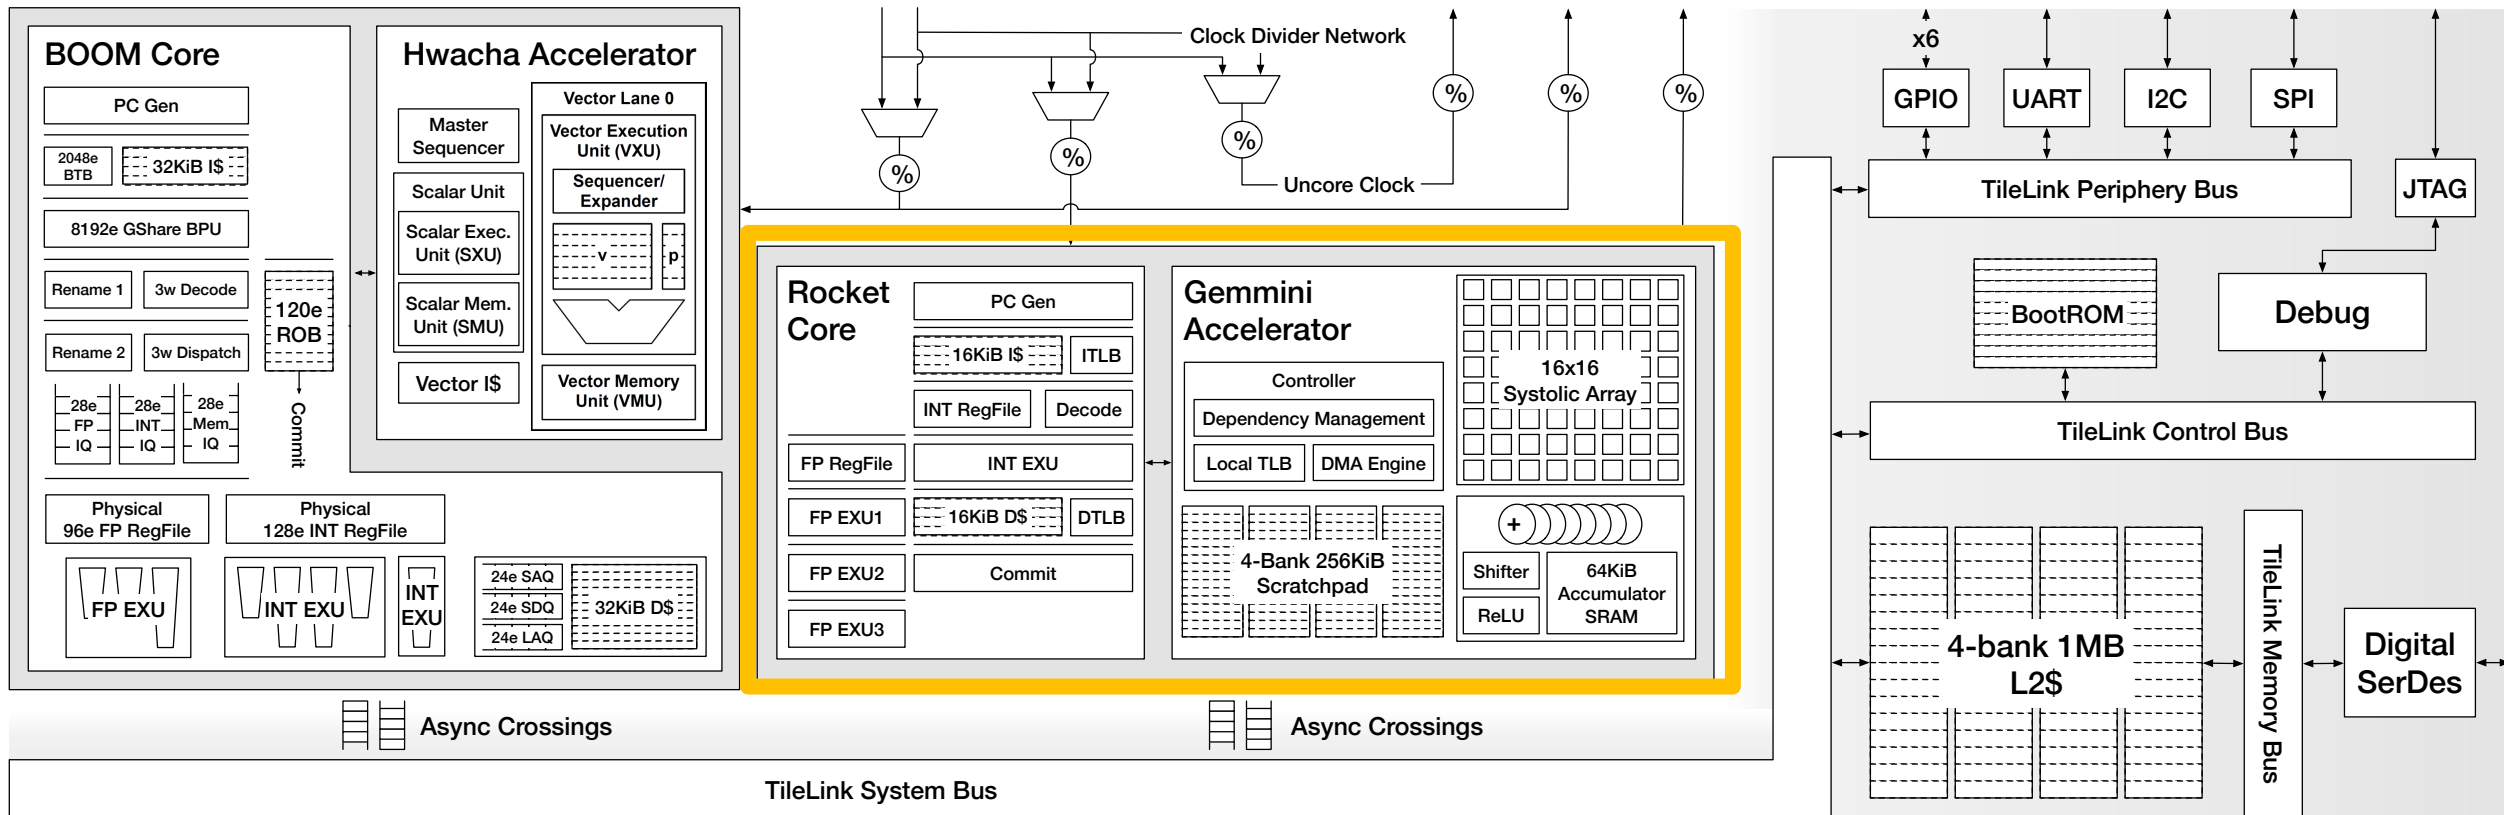 BOOM Core
PC Gen
2048e
BTB
32KiB I$
8192e GShare BPU
Rename 1
3w Decode
Rename 2
3w Dispatch
120e
ROB
Commit
28e
FP
IQ
28e
INT
IQ
28e
Mem
IQ
Physical
96e FP RegFile
Physical
128e INT RegFile
FP EXU
INT EXU
INT
EXU
24e SAQ
24e SDQ
24e LAQ
32KiB D$
Hwacha Accelerator
Master
Sequencer
Scalar Unit
Scalar Exec.
Unit (SXU)
Scalar Mem.
Unit (SMU)
Vector I$
Vector Lane 0
Vector Execution
Unit (VXU)
Sequencer/
Expander
v
p
Vector Memory
Unit (VMU)
Clock Divider Network
%
%
%
%
%
%
Uncore Clock
Rocket
Core
PC Gen
16KiB I$
ITLB
INT RegFile
Decode
FP RegFile
INT EXU
FP EXU1
16KiB D$
DTLB
FP EXU2
Commit
FP EXU3
Gemmini
Accelerator
Controller
Dependency Management
Local TLB
DMA Engine
16x16
Systolic Array
4-Bank 256KiB
Scratchpad
+
Shifter
ReLU
64KiB
Accumulator
SRAM
x6
GPIO
UART
I2C
SPI
TileLink Periphery Bus
JTAG
BootROM
Debug
TileLink Control Bus
4-bank 1MB
L2$
TileLink Memory Bus
Digital
SerDes
Async Crossings
Async Crossings
TileLink System Bus